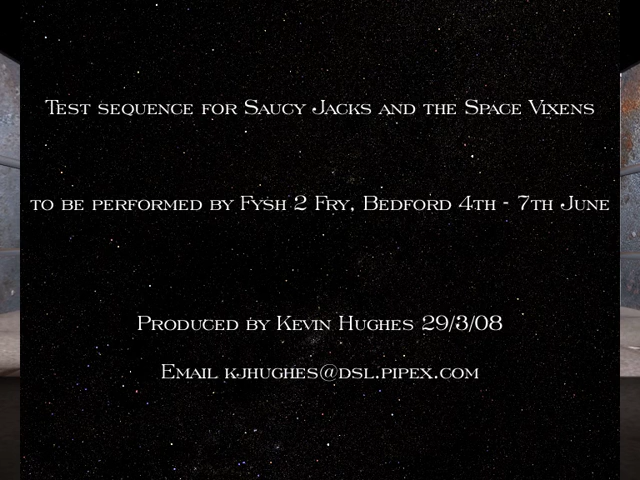 Test sequence for Saucy Jacks and the Space Vixens
to be performed by Fysh 2 Fry, Bedford 4th - 7th June
Produced by Kevin Hughes 29/3/08
Email kjhughes@dsl.pipex.com